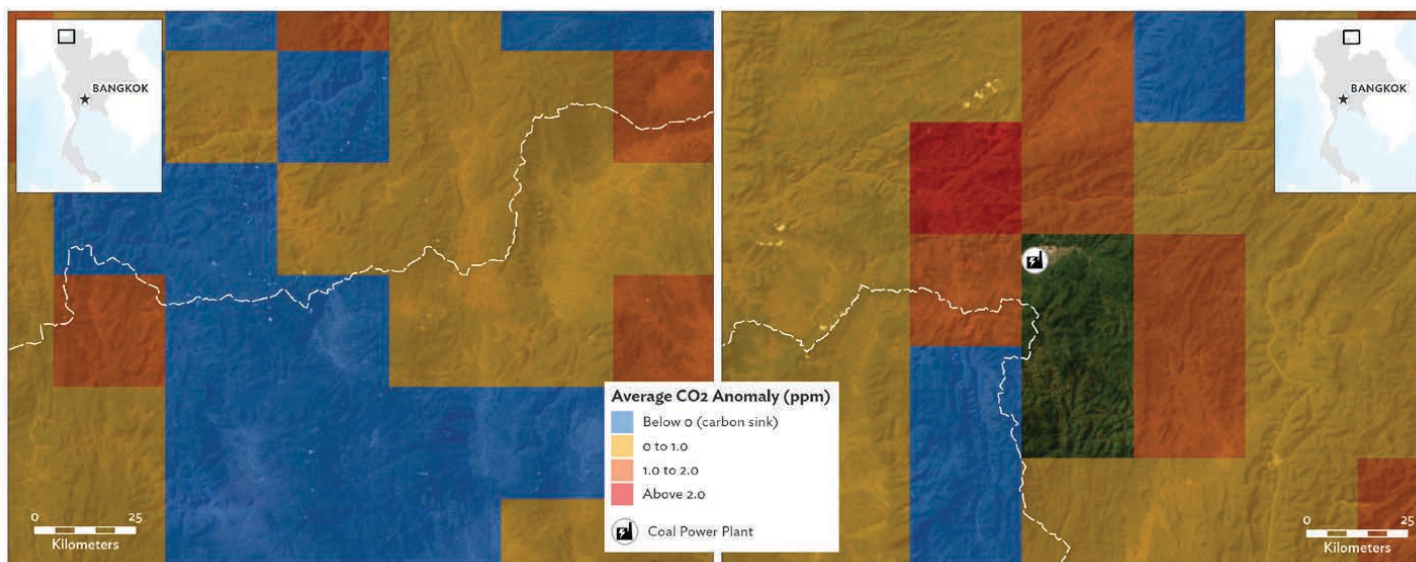 BANGKOK
BANGKOK
Average CO2 Anomaly (ppm)
Below 0 (carbon sink)
0 to 1.0
1.0 to 2.0
Above 2.0
Coal Power Plant
0 25
Kilometers
0 25
Kilometers